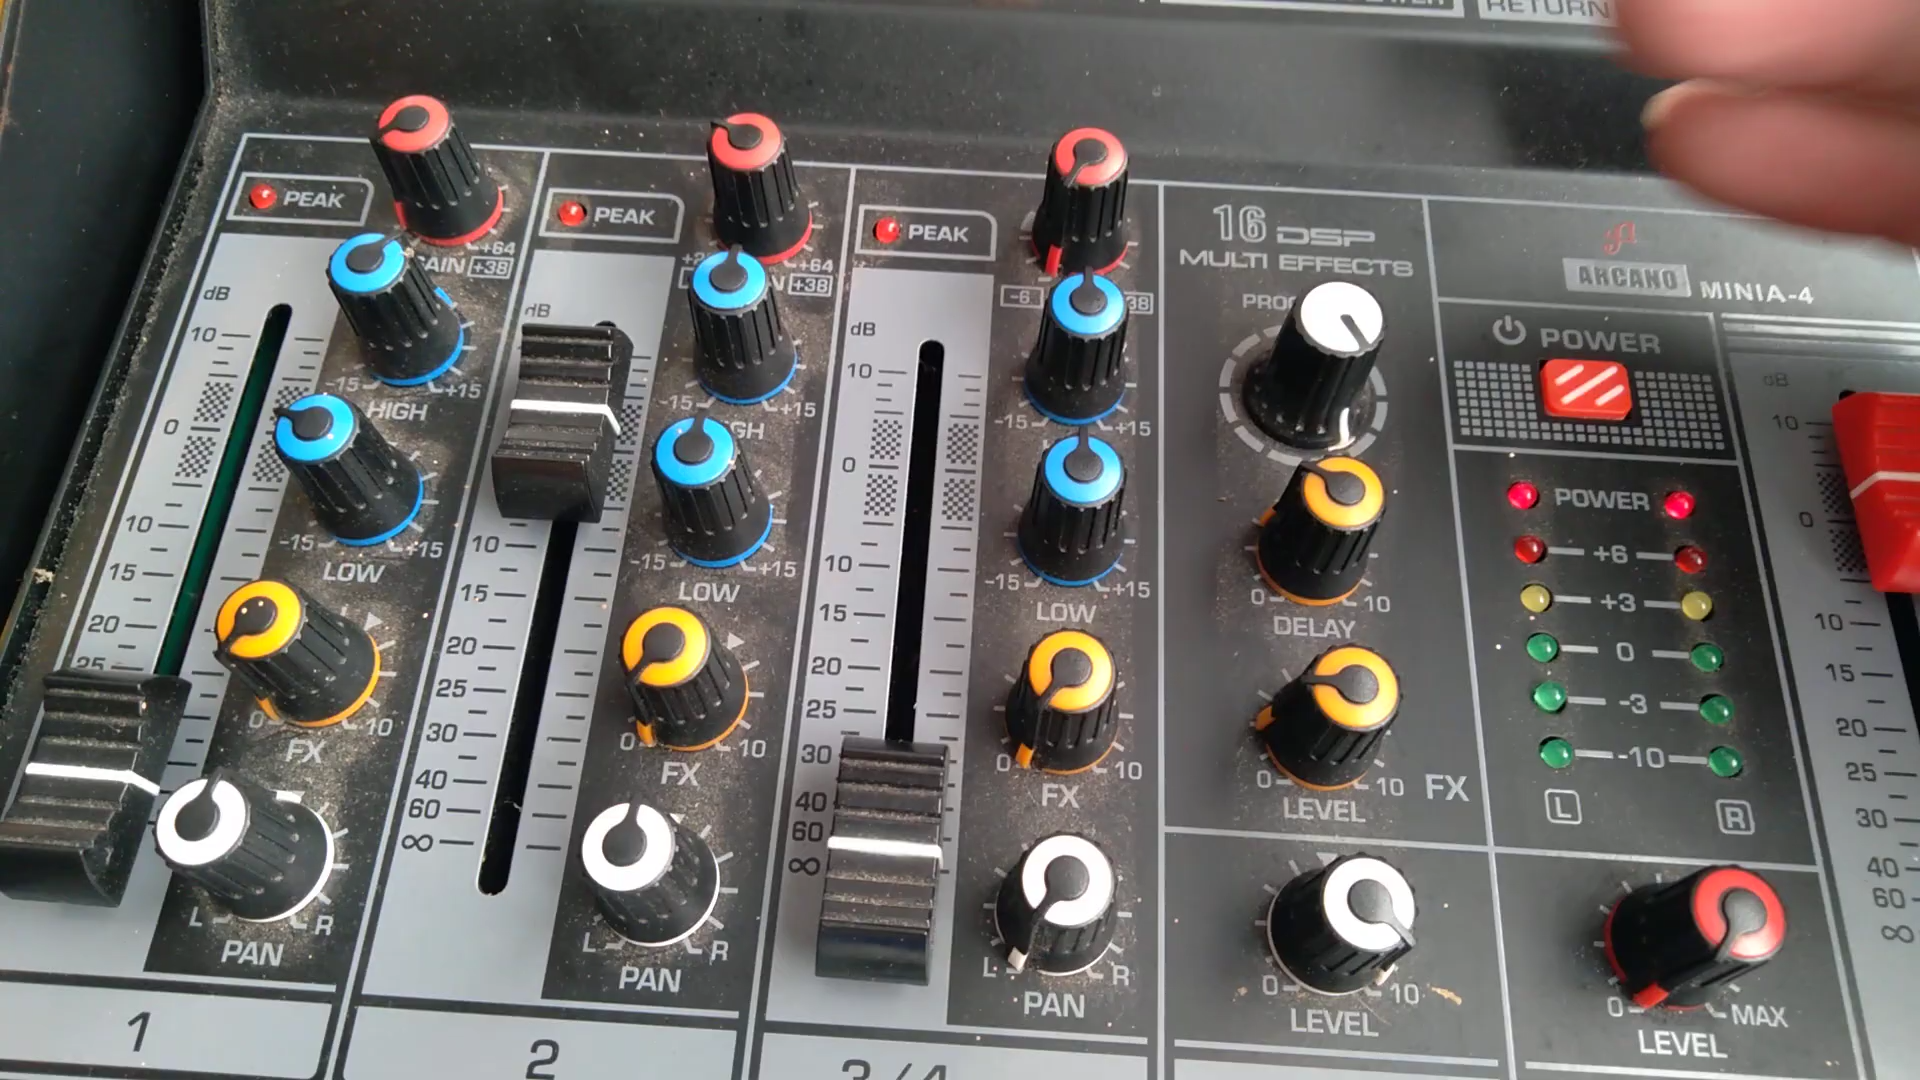 RETURN
PEAK
+64
GAIN +38
dB
10
0
10
15
20
25
-15 +15
HIGH
-15 +15
LOW
0 10
FX
L R
PAN
1
PEAK
+64
+38
dB
10
15
20
25
30
40
60
∞
-15 +15
-15 +15
LOW
0 10
FX
L R
PAN
2
PEAK
-6 38
dB
10
0
10
15
20
25
30
40
60
∞
-15 +15
-15 +15
LOW
0 10
FX
L R
PAN
3/4
16 DSP
MULTI EFFECTS
0 10
DELAY
0 10
LEVEL
FX
0 10
LEVEL
ARCANO MINIA-4
POWER
POWER
+6
+3
0
-3
-10
L R
0 MAX
LEVEL
dB
10
0
10
15
20
25
30
40
60
∞